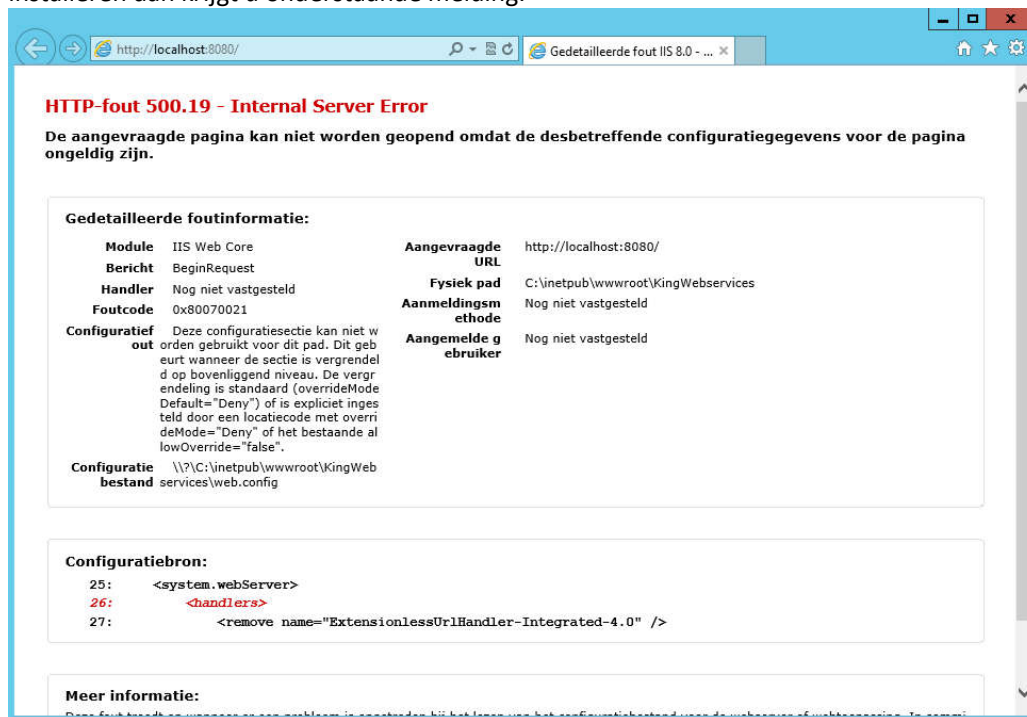 installeren dan krijgt u onderstaande melding:
http://localhost:8080/
Gedetailleerde fout IIS 8.0 - ...
HTTP-fout 500.19 - Internal Server Error
De aangevraagde pagina kan niet worden geopend omdat de desbetreffende configuratiegegevens voor de pagina
ongeldig zijn.
Gedetailleerde foutinformatie:
Module IIS Web Core
Bericht BeginRequest
Handler Nog niet vastgesteld
Foutcode 0x80070021
Configuratief
out
Deze configuratiesectie kan niet w
orden gebruikt voor dit pad. Dit geb
eurt wanneer de sectie is vergrendel
d op bovenliggend niveau. De vergr
endeling is standaard (overrideMode
Default="Deny") of is expliciet inges
teld door een locatiecode met overri
deMode="Deny" of het bestaande al
lowOverride="false".
Configuratie
bestand
\\?\C:\inetpub\wwwroot\KingWeb
services\web.config
Aangevraagde
URL
http://localhost:8080/
Fysiek pad C:\inetpub\wwwroot\KingWebservices
Aanmeldingsm
ethode
Nog niet vastgesteld
Aangemelde g
ebruiker
Nog niet vastgesteld
Configuratiebron:
25: <system.webServer>
26: <handlers>
27: <remove name="ExtensionlessUrlHandler-Integrated-4.0" />
Meer informatie: